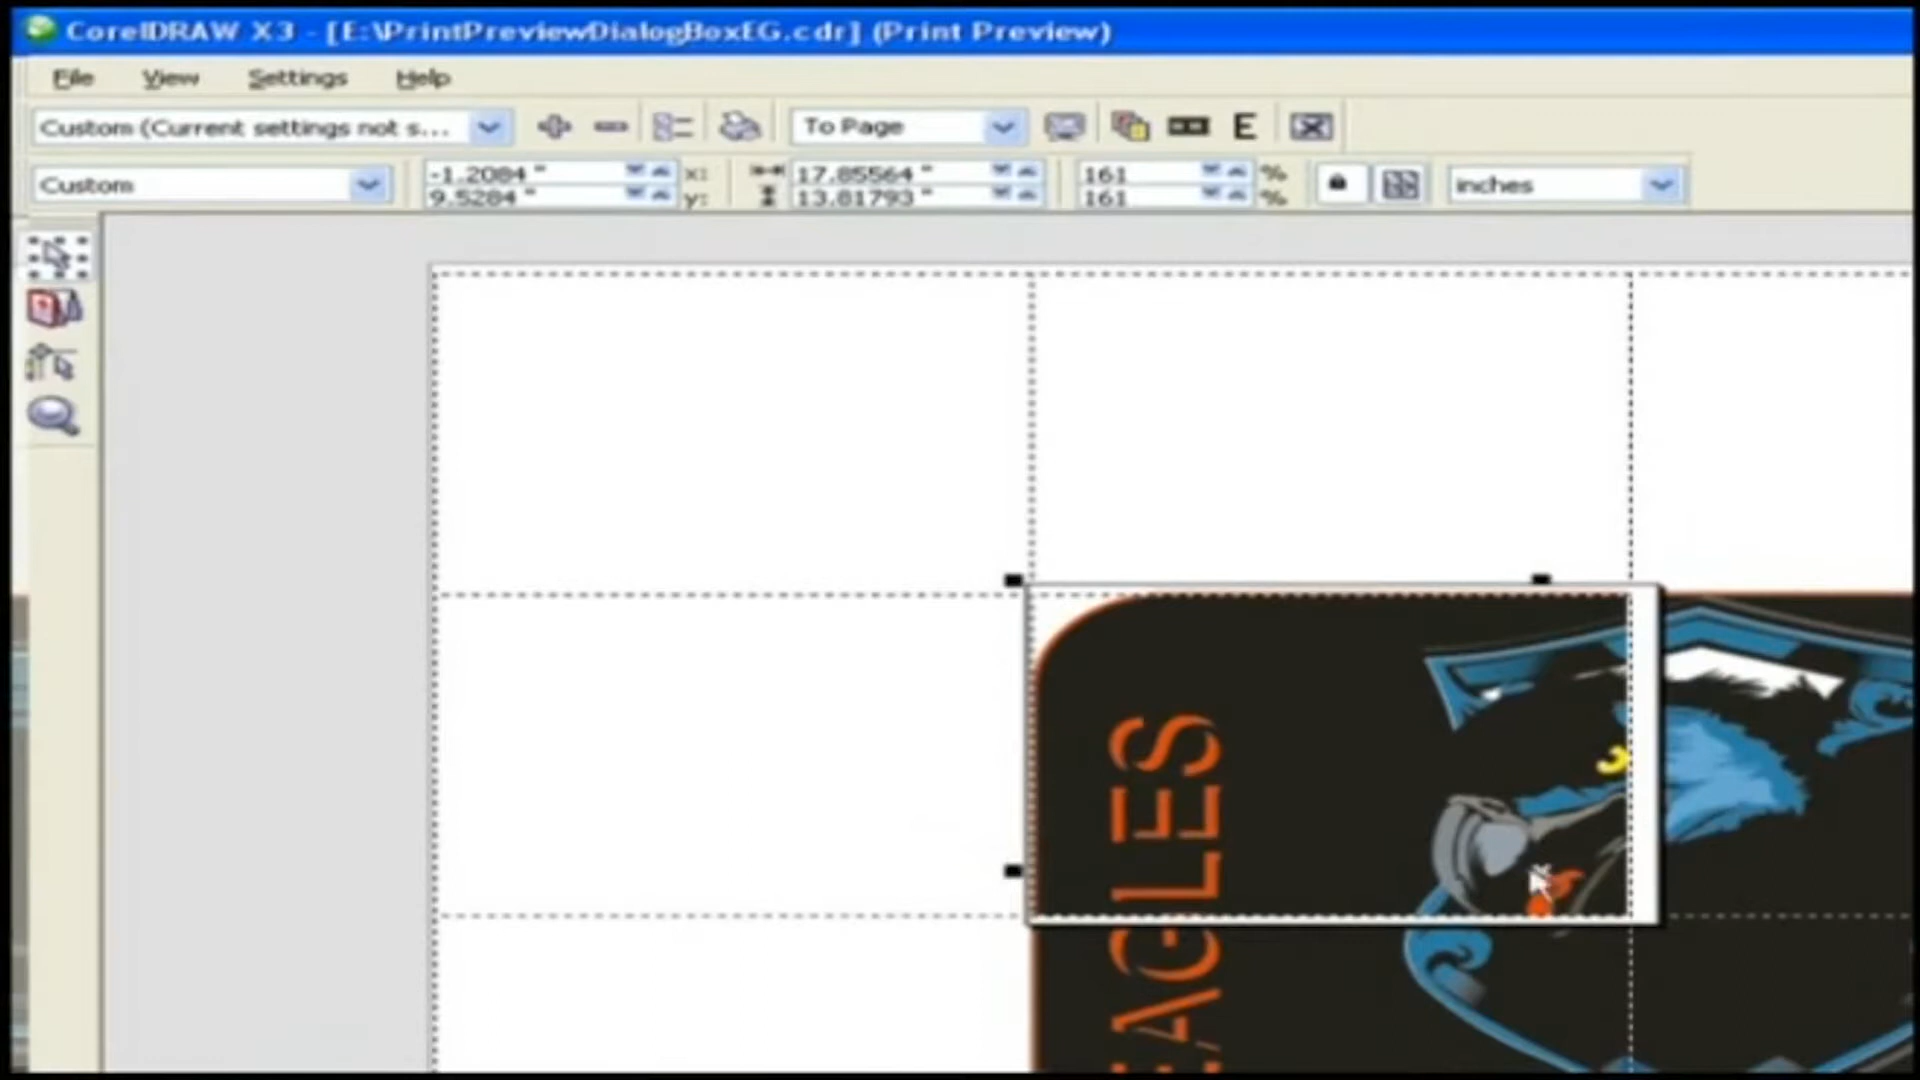 CorelDRAW X3 - [E:\PrintPreviewDialogBoxEG.cdr] (Print Preview)
File View Settings Help
Custom (Current settings not s... To Page E
Custom -1.2084 " x: 17.85564 " 161 % inches
9.5284 " y: 13.81793 " 161 %
EAGLES